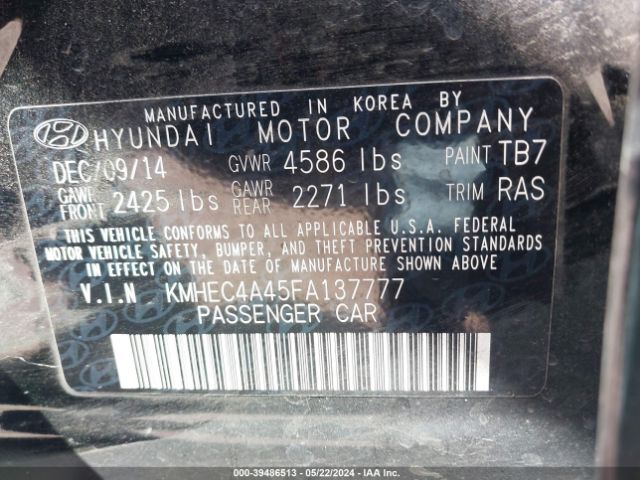 MANUFACTURED IN KOREA BY
HYUNDAI MOTOR COMPANY
DEC/09/14 GVWR 4586 lbs PAINT TB7
GAWR FRONT 2425 lbs GAWR REAR 2271 lbs TRIM RAS
THIS VEHICLE CONFORMS TO ALL APPLICABLE U.S.A. FEDERAL
MOTOR VEHICLE SAFETY, BUMPER, AND THEFT PREVENTION STANDARDS
IN EFFECT ON THE DATE OF MANUFACTURE SHOWN ABOVE
V.I.N KMHEC4A45FA137777
PASSENGER CAR
000-39486513 - 05/22/2024 - IAA Inc.